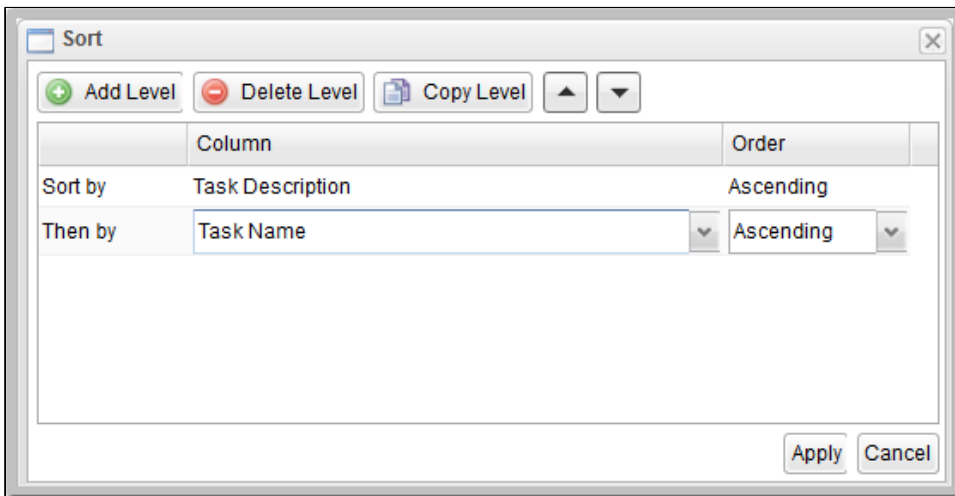 Sort
Add Level Delete Level Copy Level
Column Order
Sort by Task Description Ascending
Then by Task Name Ascending
Apply Cancel